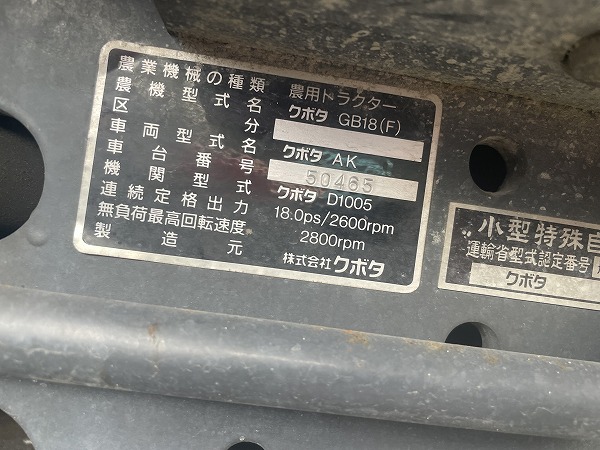 農業機械の種類 農用トラクター
農機型式名 クボタ GB18(F)
区分
車両型式名 クボタ AK
車台番号 50465
機関型式 クボタ D1005
連続定格出力 18.0ps/2600rpm
無負荷最高回転速度 2800rpm
製造元 株式会社クボタ
小型特殊自
運輸省型式認定番号
クボタ